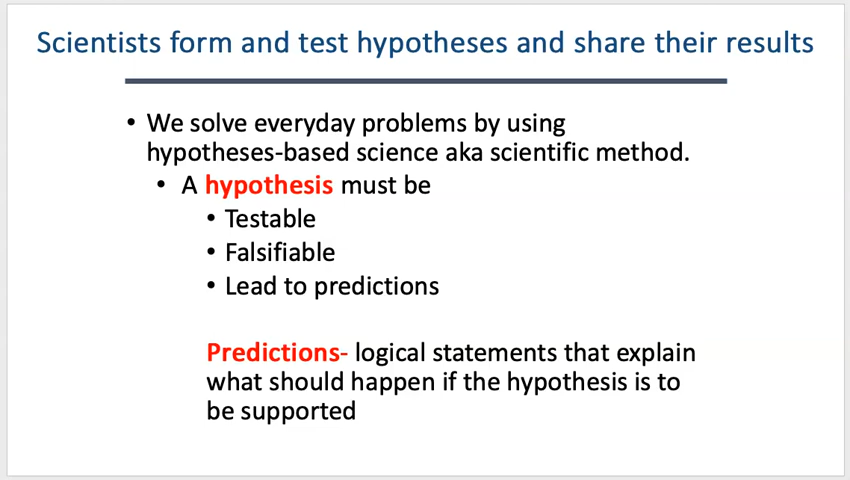 Scientists form and test hypotheses and share their results
• We solve everyday problems by using
hypotheses-based science aka scientific method.
• A hypothesis must be
• Testable
• Falsifiable
• Lead to predictions
Predictions- logical statements that explain
what should happen if the hypothesis is to
be supported